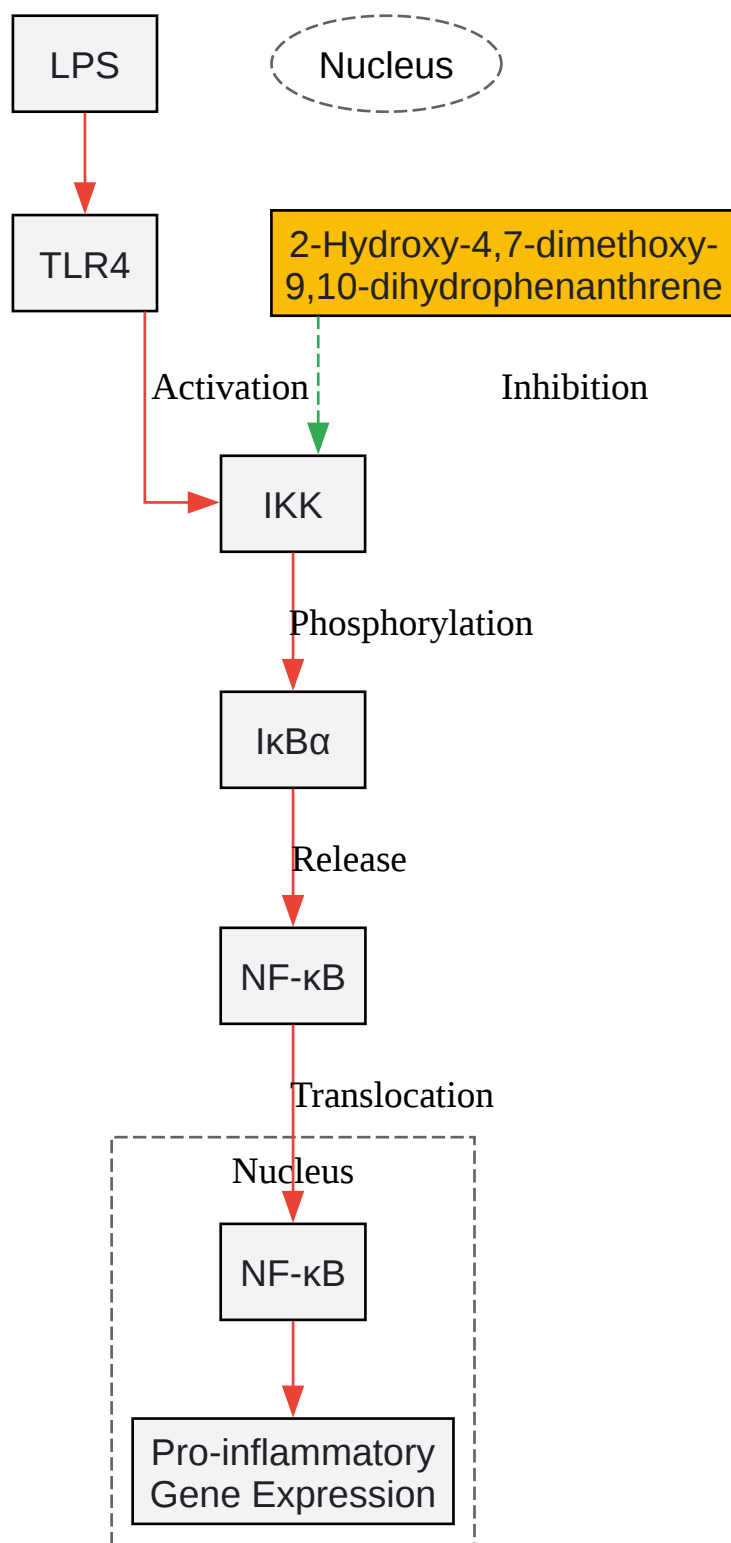 LPS
Nucleus
TLR4
2-Hydroxy-4,7-dimethoxy-
9,10-dihydrophenanthrene
Activation
Inhibition
IKK
Phosphorylation
IκBα
Release
NF-κB
Translocation
Nucleus
NF-κB
Pro-inflammatory
Gene Expression